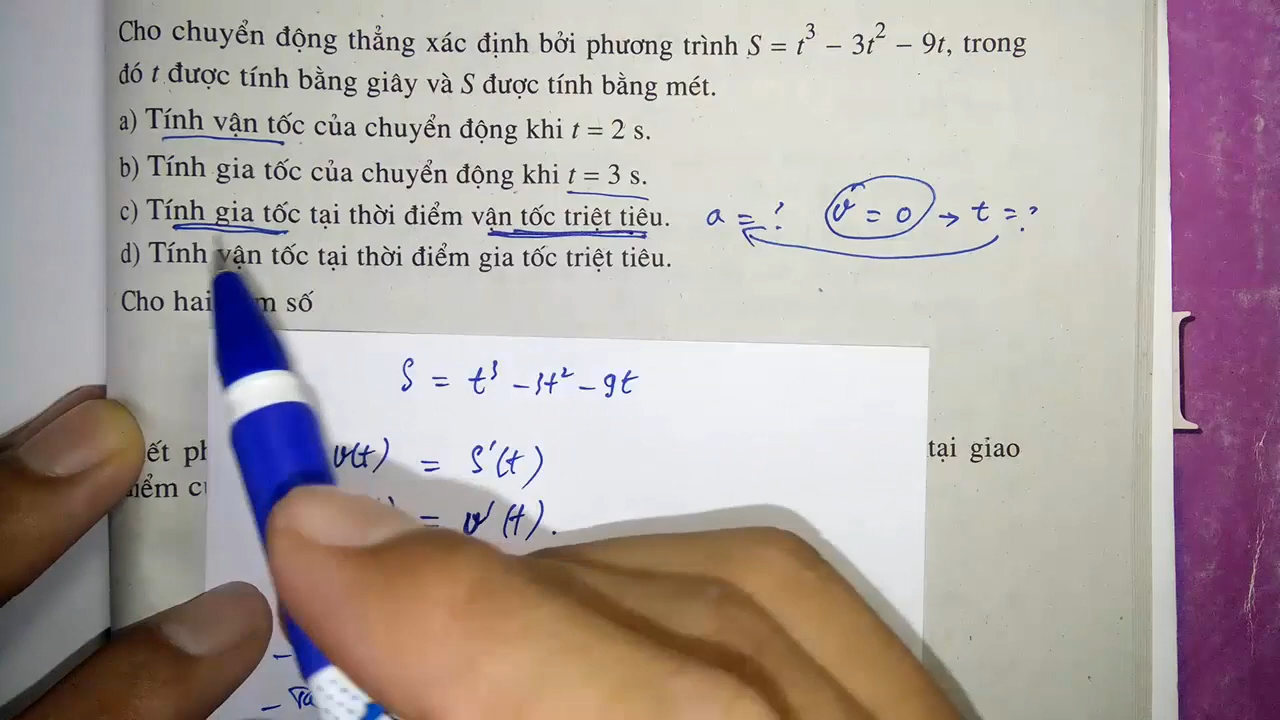 Cho chuyển động thẳng xác định bởi phương trình S = t³ − 3t² − 9t, trong
đó t được tính bằng giây và S được tính bằng mét.
a) Tính vận tốc của chuyển động khi t = 2 s.
b) Tính gia tốc của chuyển động khi t = 3 s.
c) Tính gia tốc tại thời điểm vận tốc triệt tiêu. a = ? v = 0 → t = ?
d) Tính vận tốc tại thời điểm gia tốc triệt tiêu.
Cho hai số
S = t³ − 3t² − 9t
v(t) = S'(t)
tại giao
= v'(t).